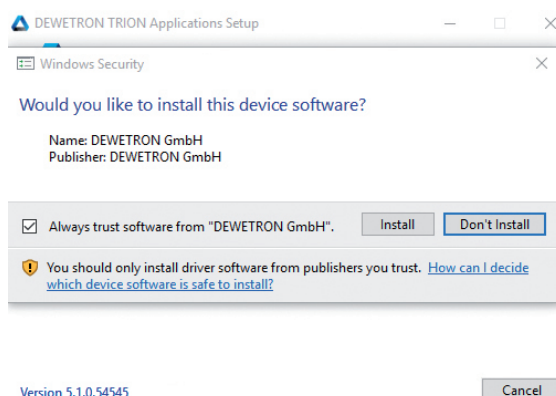 DEWETRON TRION Applications Setup
Windows Security
Would you like to install this device software?
Name: DEWETRON GmbH
Publisher: DEWETRON GmbH
Always trust software from "DEWETRON GmbH".
Install
Don't Install
You should only install driver software from publishers you trust. How can I decide
which device software is safe to install?
Version 5.1.0.54545
Cancel